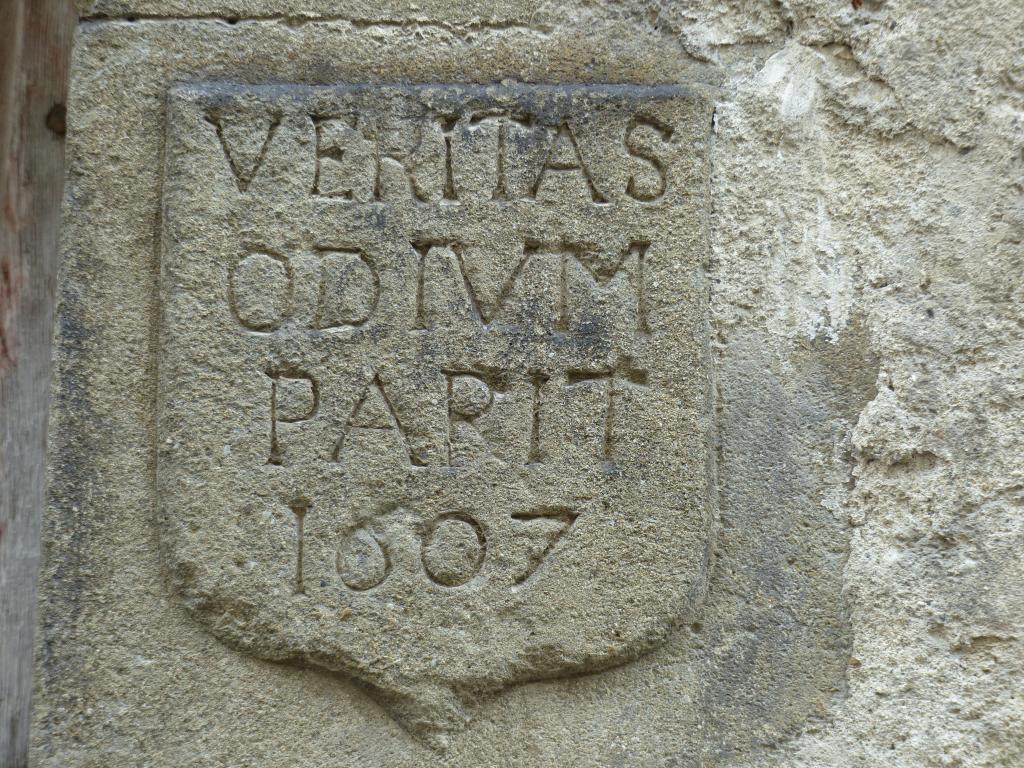 VERITAS
ODIVM
PARIT
1607